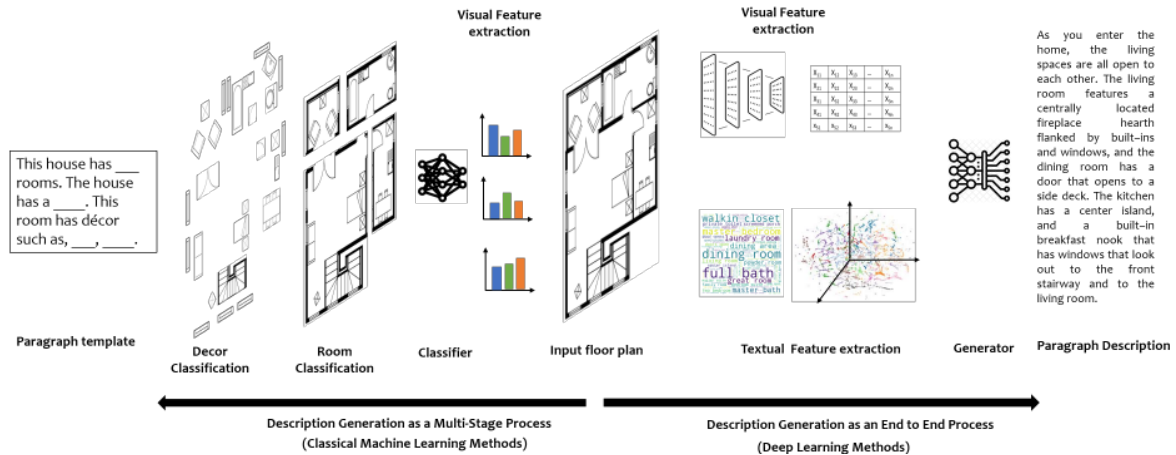 Visual Feature
extraction
Visual Feature
extraction
This house has ___
rooms. The house
has a ____. This
room has décor
such as, ___, ____.
walkin closet
master bedroom
laundry room
dining area
dining room
full bath
great room
master bath
As you enter the
home, the living
spaces are all open to
each other. The living
room features a
centrally located
fireplace hearth
flanked by built–ins
and windows, and the
dining room has a
door that opens to a
side deck. The kitchen
has a center island,
and a built–in
breakfast nook that
has windows that look
out to the front
stairway and to the
living room.
Paragraph template
Decor
Classification
Room
Classification
Classifier
Input floor plan
Textual Feature extraction
Generator
Paragraph Description
Description Generation as a Multi-Stage Process
(Classical Machine Learning Methods)
Description Generation as an End to End Process
(Deep Learning Methods)